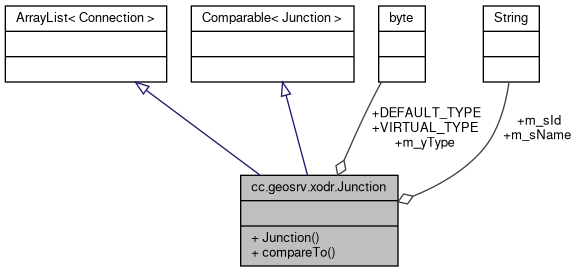 ArrayList< Connection >
Comparable< Junction >
byte
String
+DEFAULT_TYPE
+VIRTUAL_TYPE
+m_yType
+m_sId
+m_sName
cc.geosrv.xodr.Junction
+ Junction()
+ compareTo()